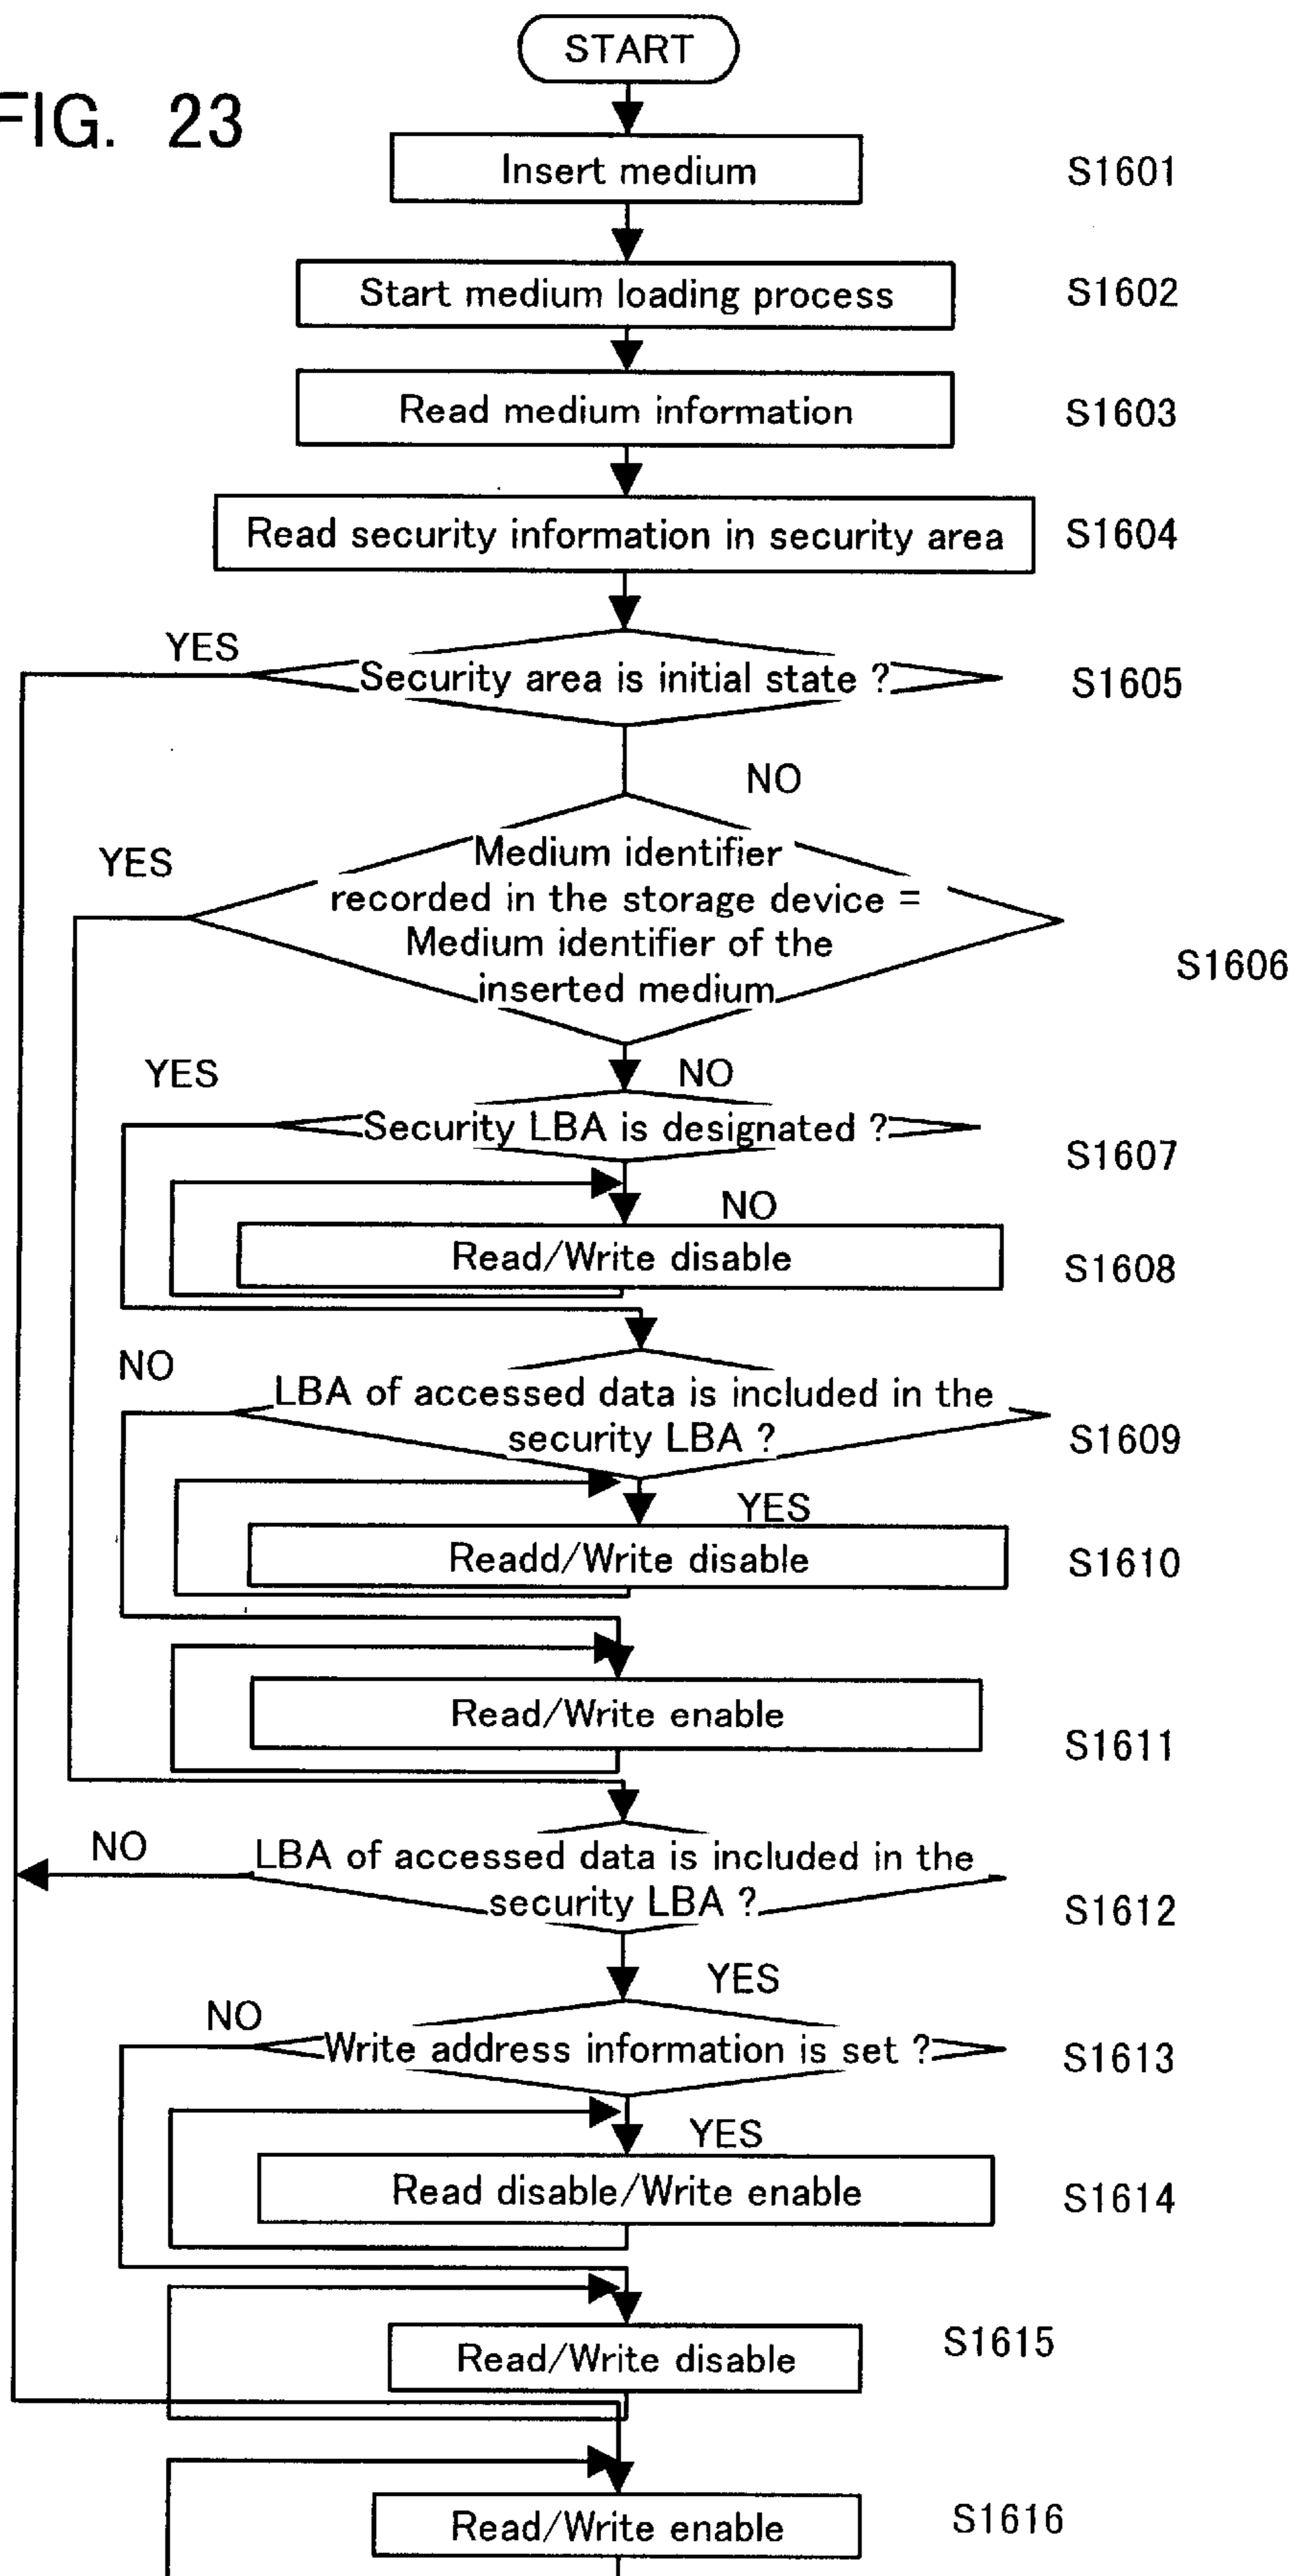 START
FIG. 23
Insert medium
S1601
Start medium loading process
S1602
Read medium information
S1603
Read security information in security area
S1604
YES
Security area is initial state ?
S1605
NO
YES
Medium identifier
recorded in the storage device =
Medium identifier of the
inserted medium
S1606
YES
NO
Security LBA is designated ?
S1607
NO
Read/Write disable
S1608
NO
LBA of accessed data is included in the
security LBA ?
S1609
YES
Readd/Write disable
S1610
Read/Write enable
S1611
NO
LBA of accessed data is included in the
security LBA ?
S1612
YES
NO
Write address information is set ?
S1613
YES
Read disable/Write enable
S1614
Read/Write disable
S1615
Read/Write enable
S1616